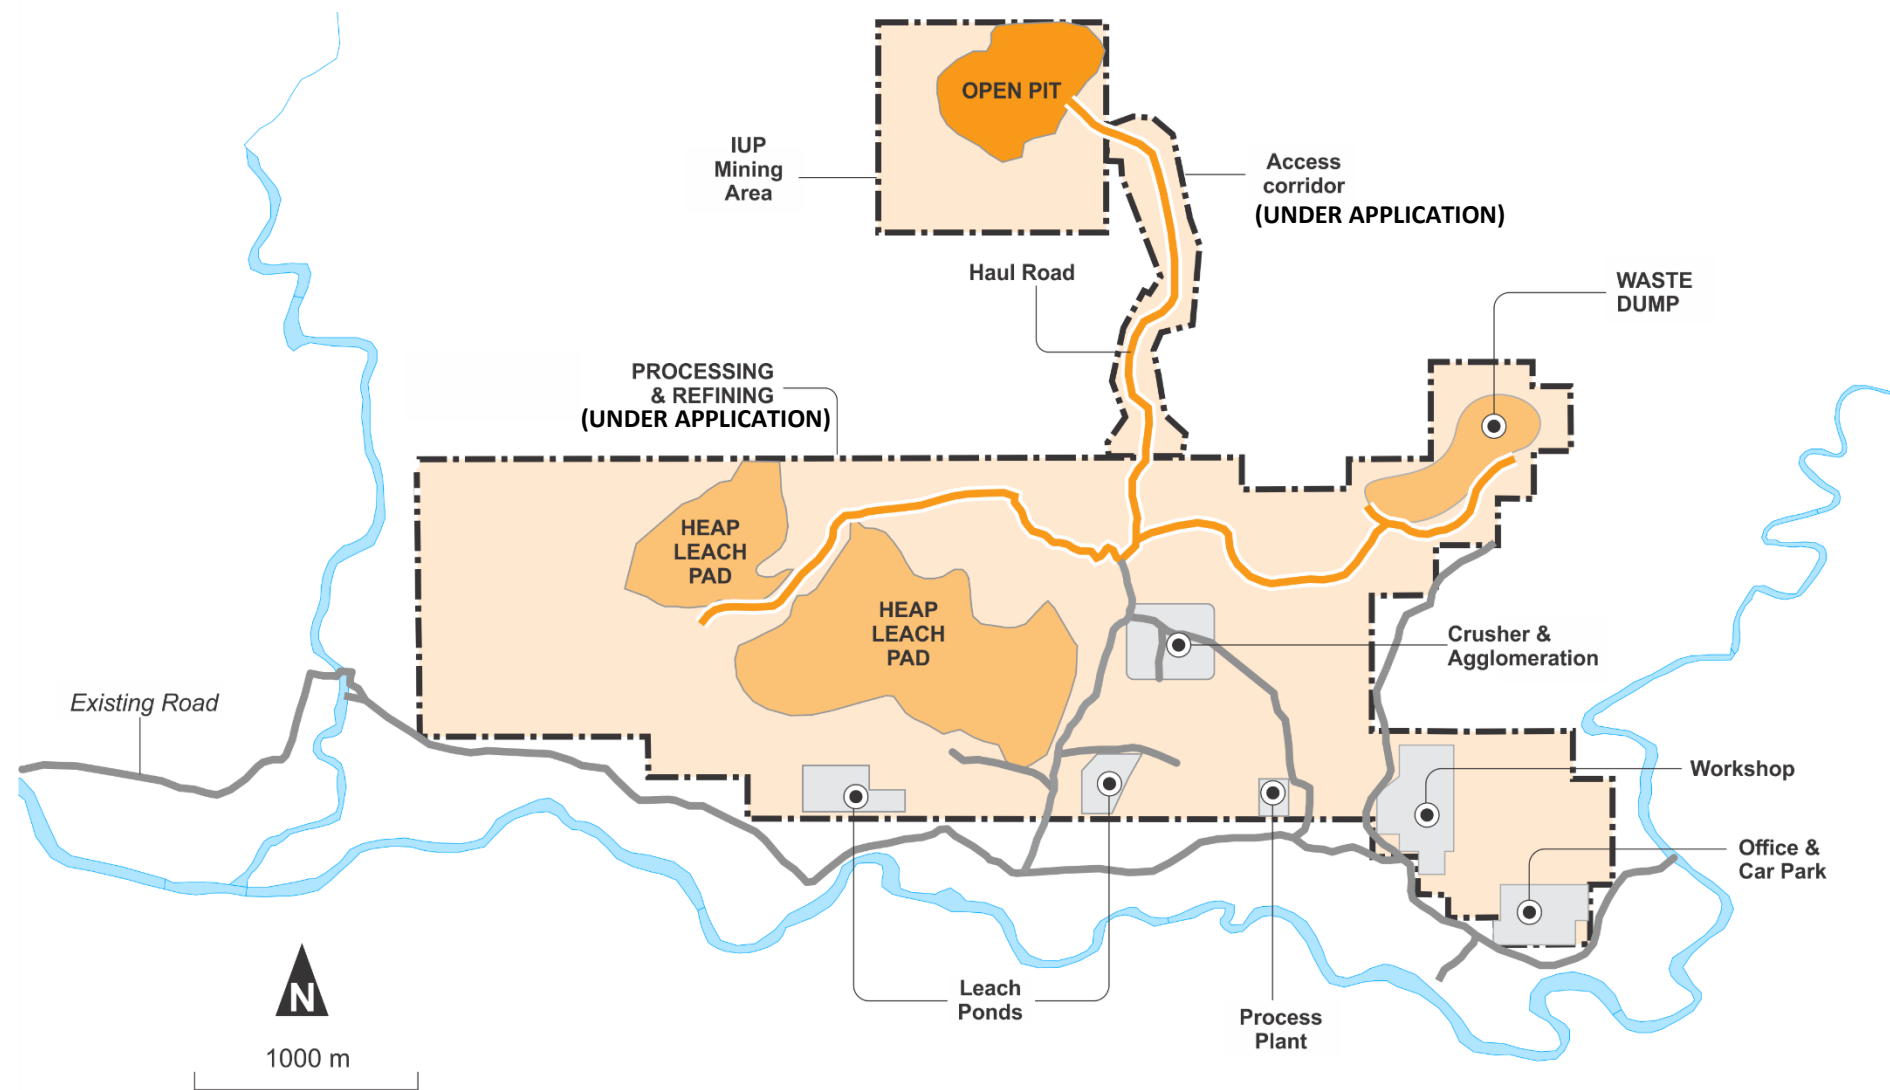 OPEN PIT
IUP
Mining
Area
Access
corridor
(UNDER APPLICATION)
Haul Road
WASTE
DUMP
PROCESSING
& REFINING
(UNDER APPLICATION)
HEAP
LEACH
PAD
HEAP
LEACH
PAD
Crusher &
Agglomeration
Existing Road
Workshop
Office &
Car Park
Leach
Ponds
Process
Plant
N
1000 m